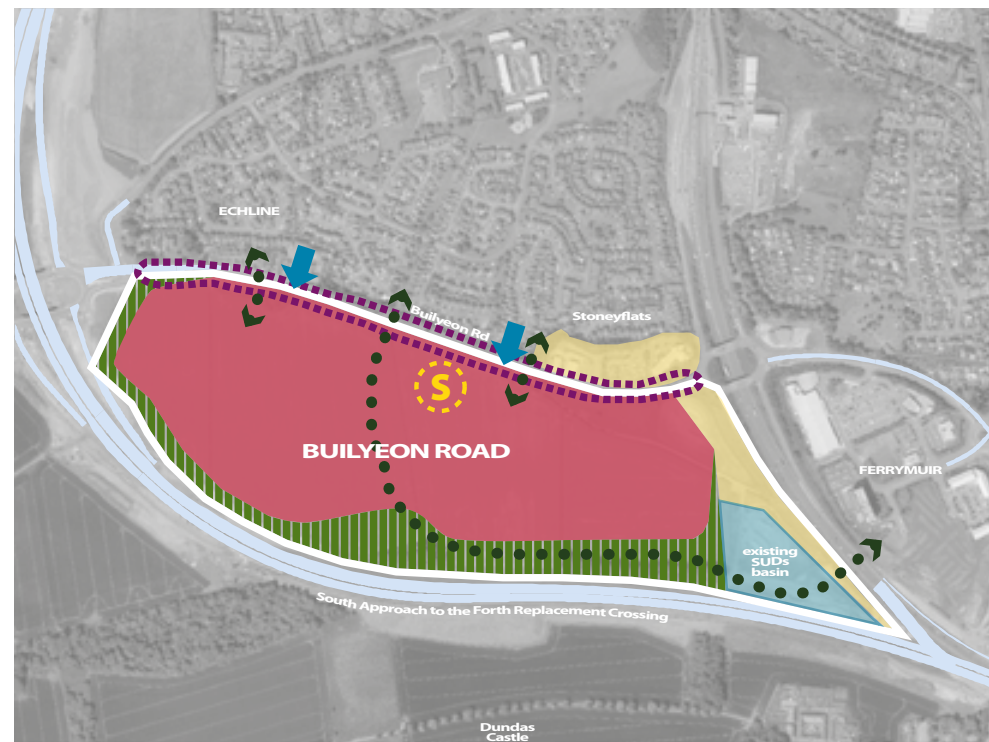 ECHLINE
Builyeon Rd
Stoneyflats
S
BUILYEON ROAD
FERRYMUIR
existing
SUDs
basin
South Approach to the Forth Replacement Crossing
Dundas
Castle